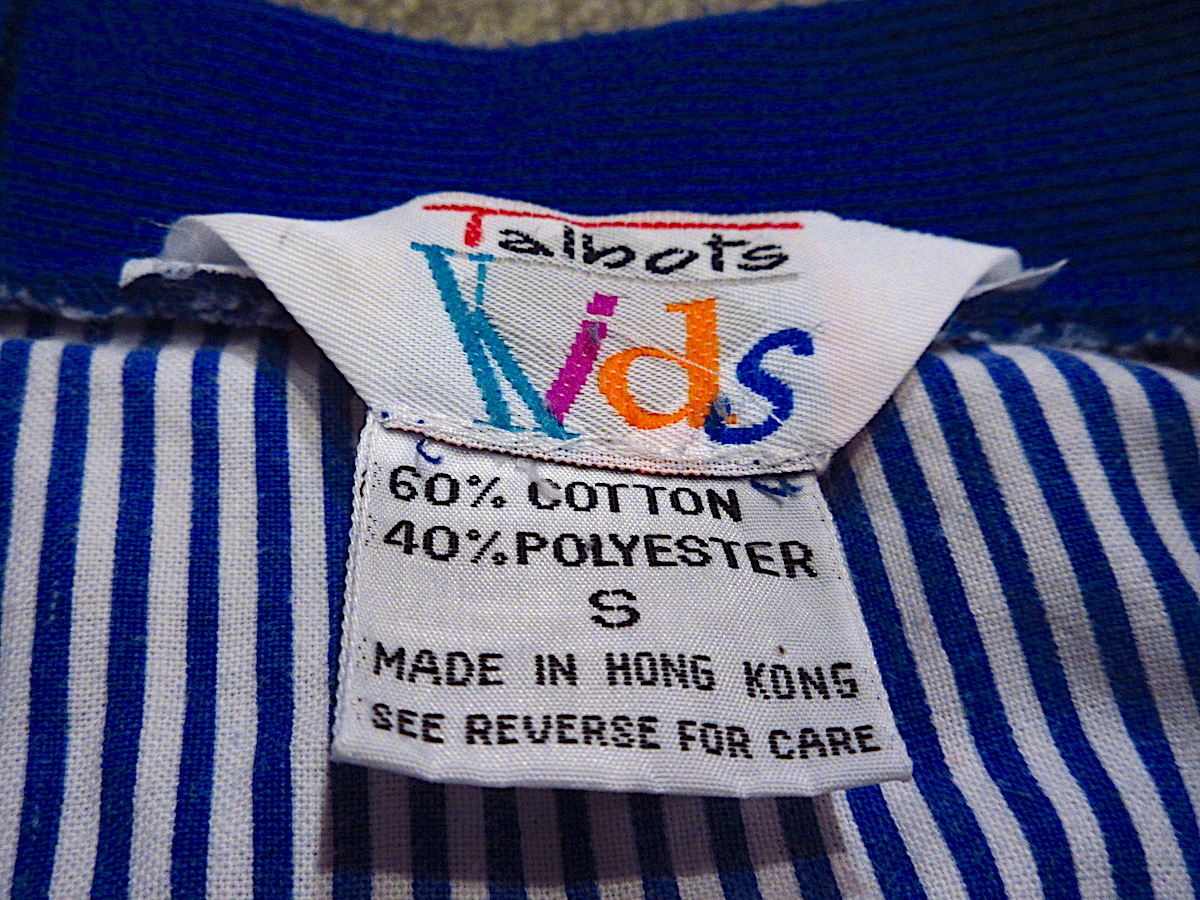 Talbots
Kids
60% COTTON
40% POLYESTER
S
MADE IN HONG KONG
SEE REVERSE FOR CARE